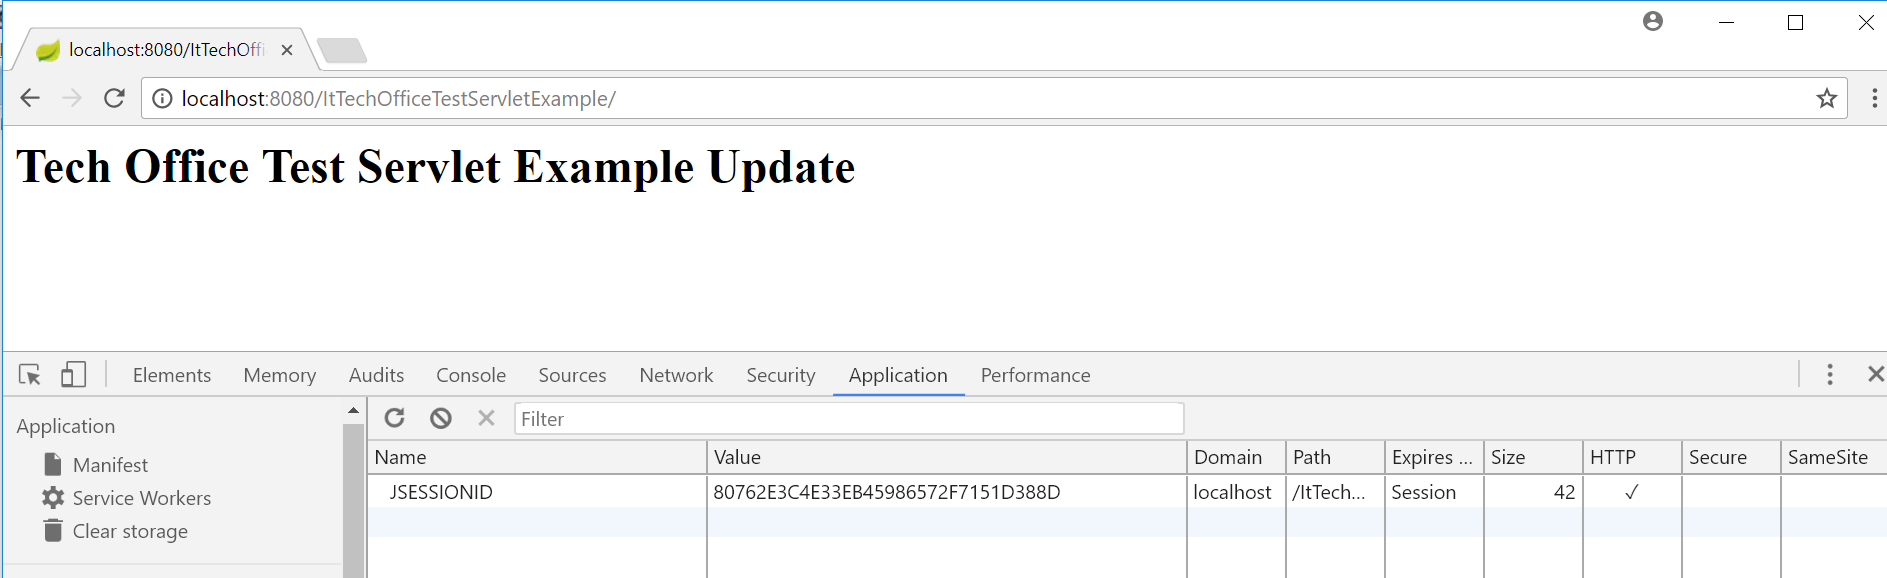 localhost:8080/ItTechOffi
localhost:8080/ItTechOfficeTestServletExample/
Tech Office Test Servlet Example Update
Elements Memory Audits Console Sources Network Security Application Performance
Application
Manifest
Service Workers
Clear storage
Filter
Name Value Domain Path Expires ... Size HTTP Secure SameSite
JSESSIONID 80762E3C4E33EB45986572F7151D388D localhost /ItTech... Session 42 ✓